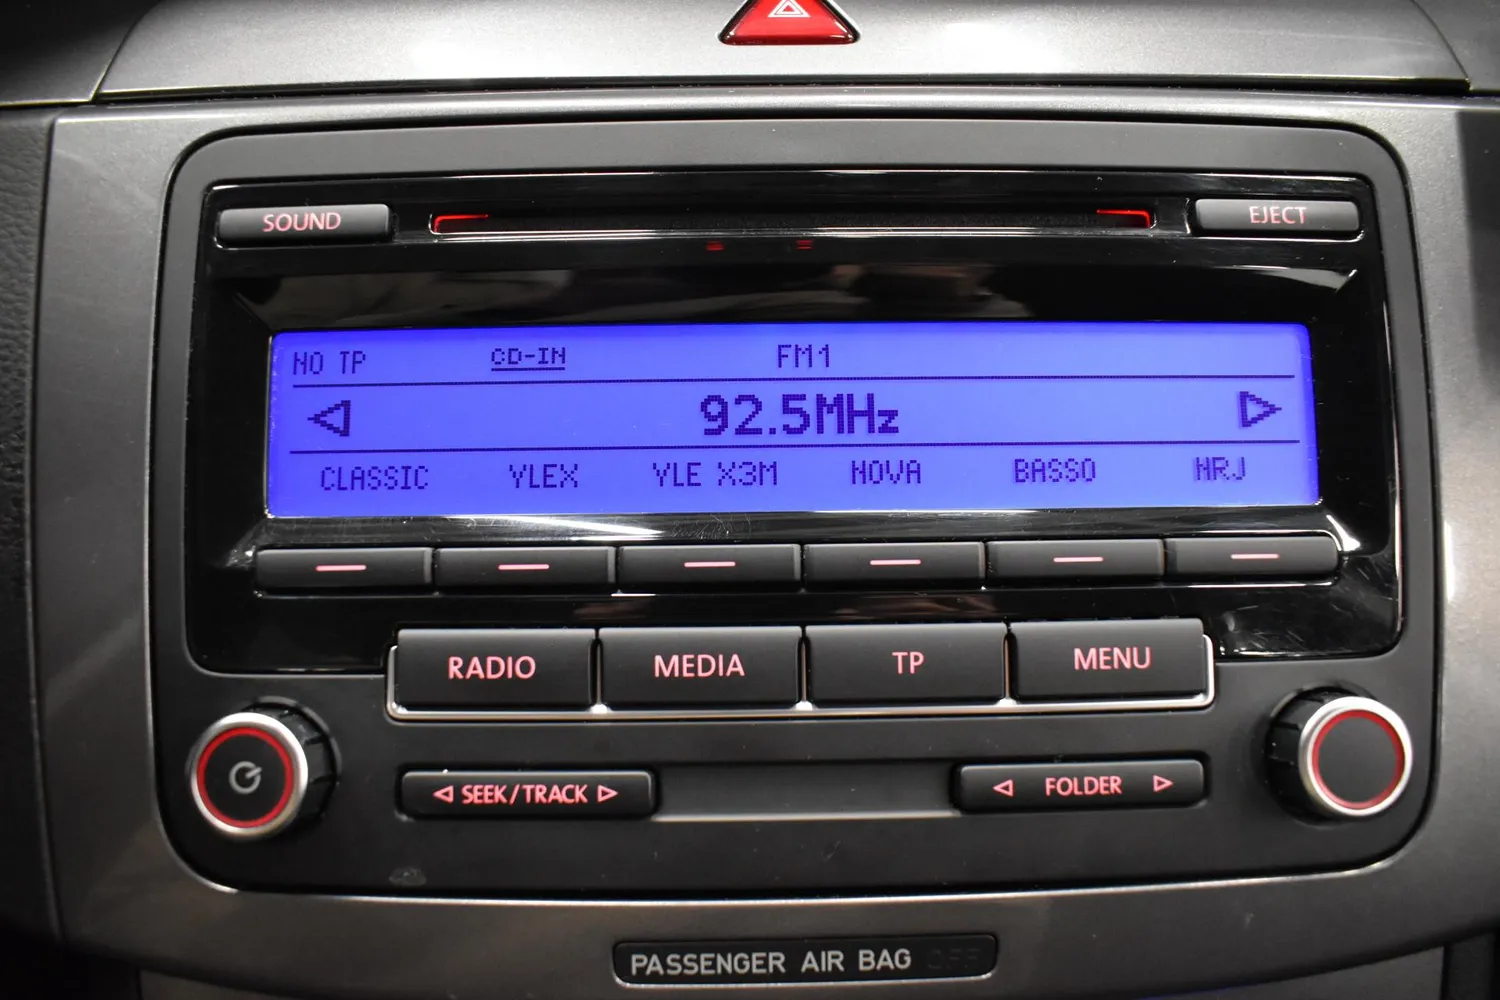 SOUND EJECT
NO TP CD-IN FM1
92.5MHz
CLASSIC YLEX YLE X3M NOVA BASSO NRJ
RADIO MEDIA TP MENU
SEEK/TRACK FOLDER
PASSENGER AIR BAG OFF